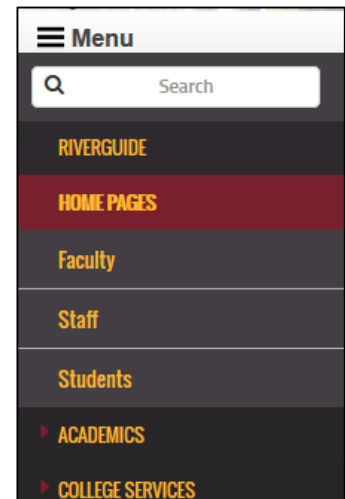 Menu
Search
RIVERGUIDE
HOME PAGES
Faculty
Staff
Students
ACADEMICS
COLLEGE SERVICES